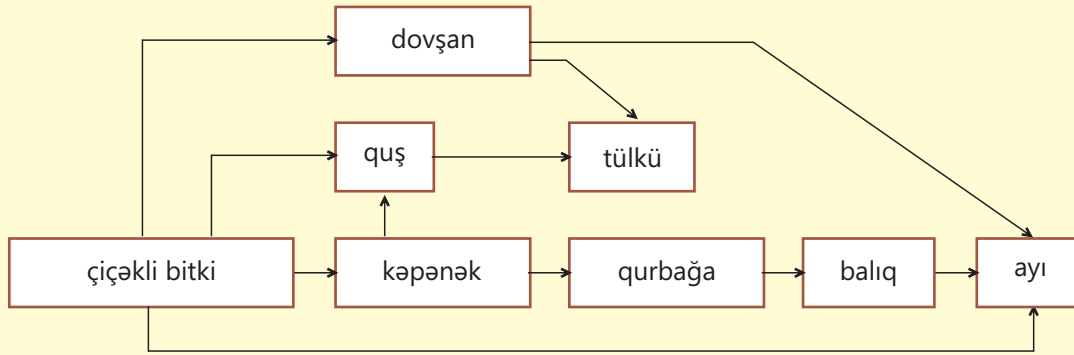 dovşan
quş
tülkü
çiçəkli bitki
kəpənək
qurbağa
balıq
ayı